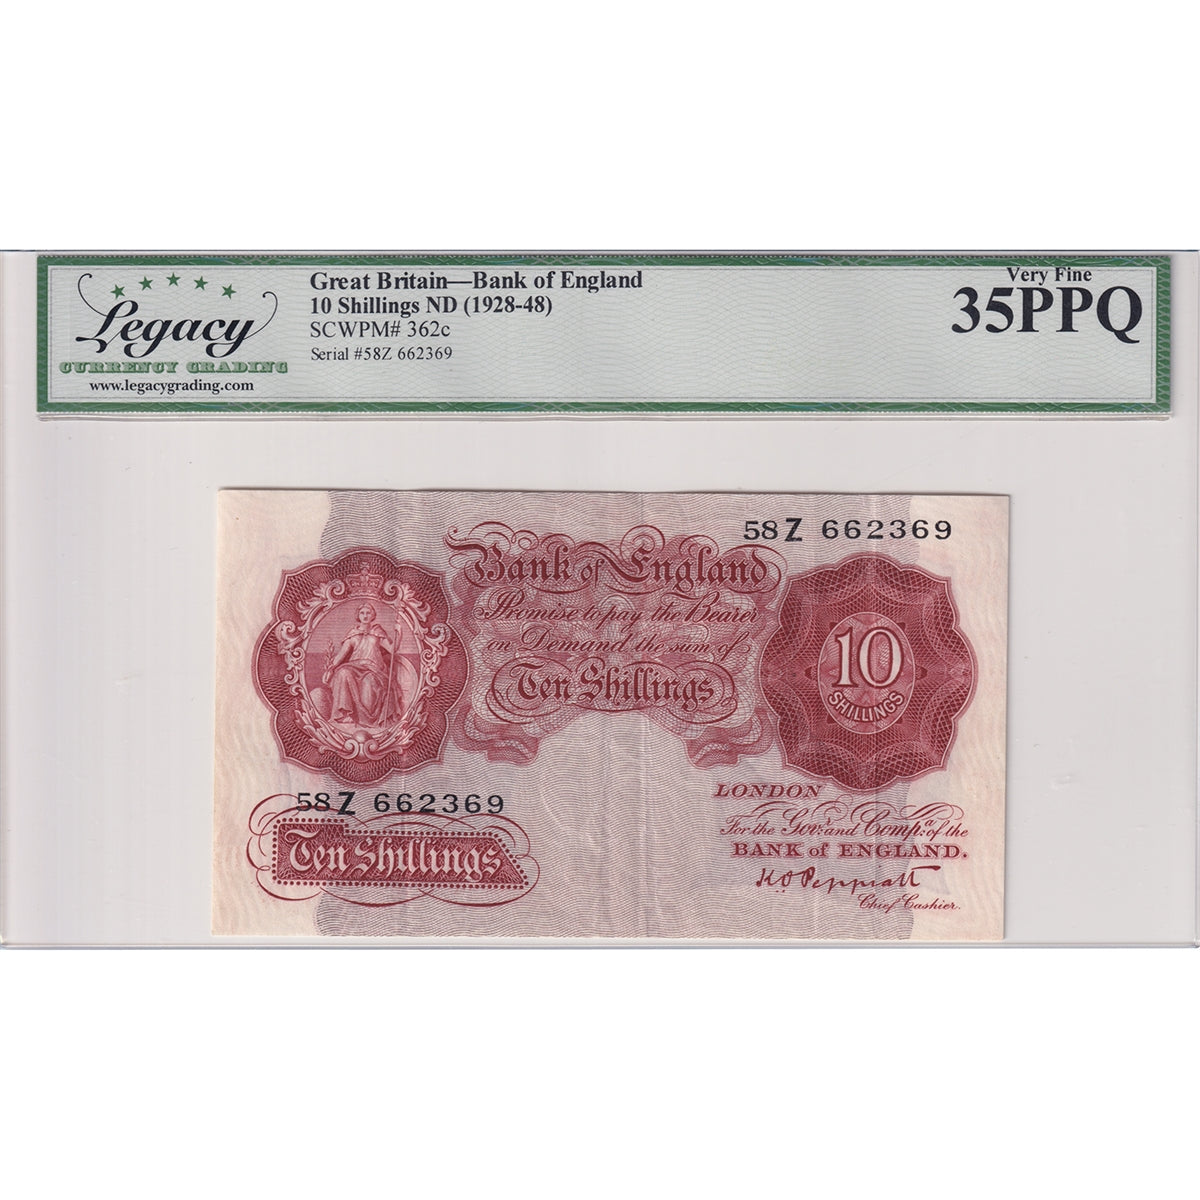 Legacy
CURRENCY GRADING
www.legacygrading.com
Great Britain—Bank of England
10 Shillings ND (1928-48)
SCWPM# 362c
Serial #58Z 662369
Very Fine
35PPQ
58Z 662369
Bank of England
Promise to pay the Bearer
on Demand the sum of
Ten Shillings
10
SHILLINGS
58Z 662369
Ten Shillings
LONDON
For the Govr. and Compa. of the
BANK of ENGLAND.
K O Peppiatt
Chief Cashier.